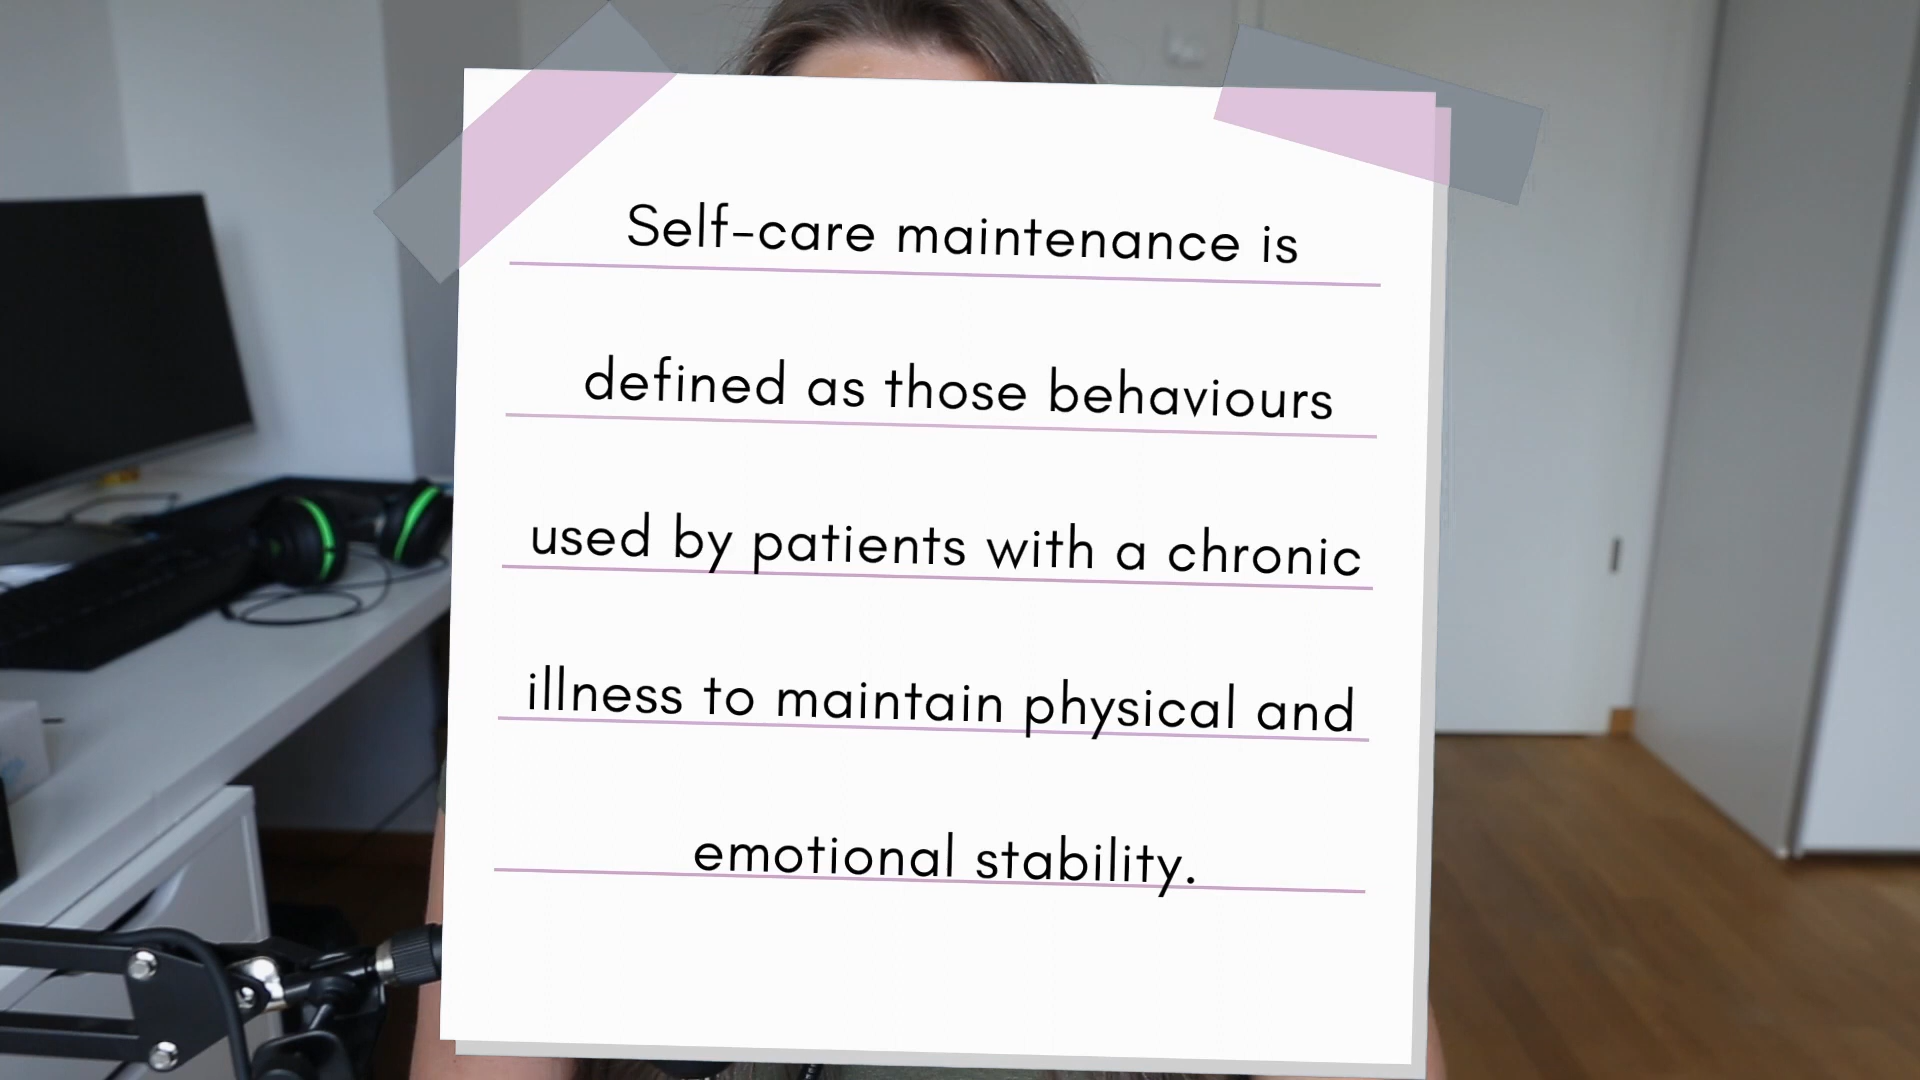 Self-care maintenance is
defined as those behaviours
used by patients with a chronic
illness to maintain physical and
emotional stability.